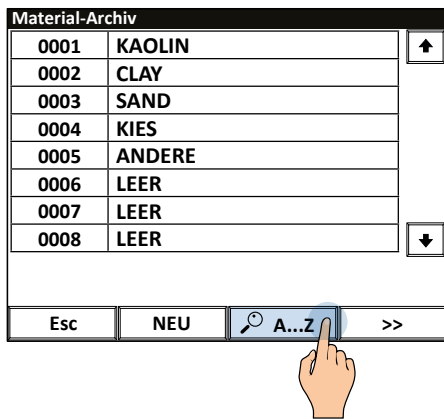 Material-Archiv
0001 KAOLIN
0002 CLAY
0003 SAND
0004 KIES
0005 ANDERE
0006 LEER
0007 LEER
0008 LEER
Esc NEU A...Z >>